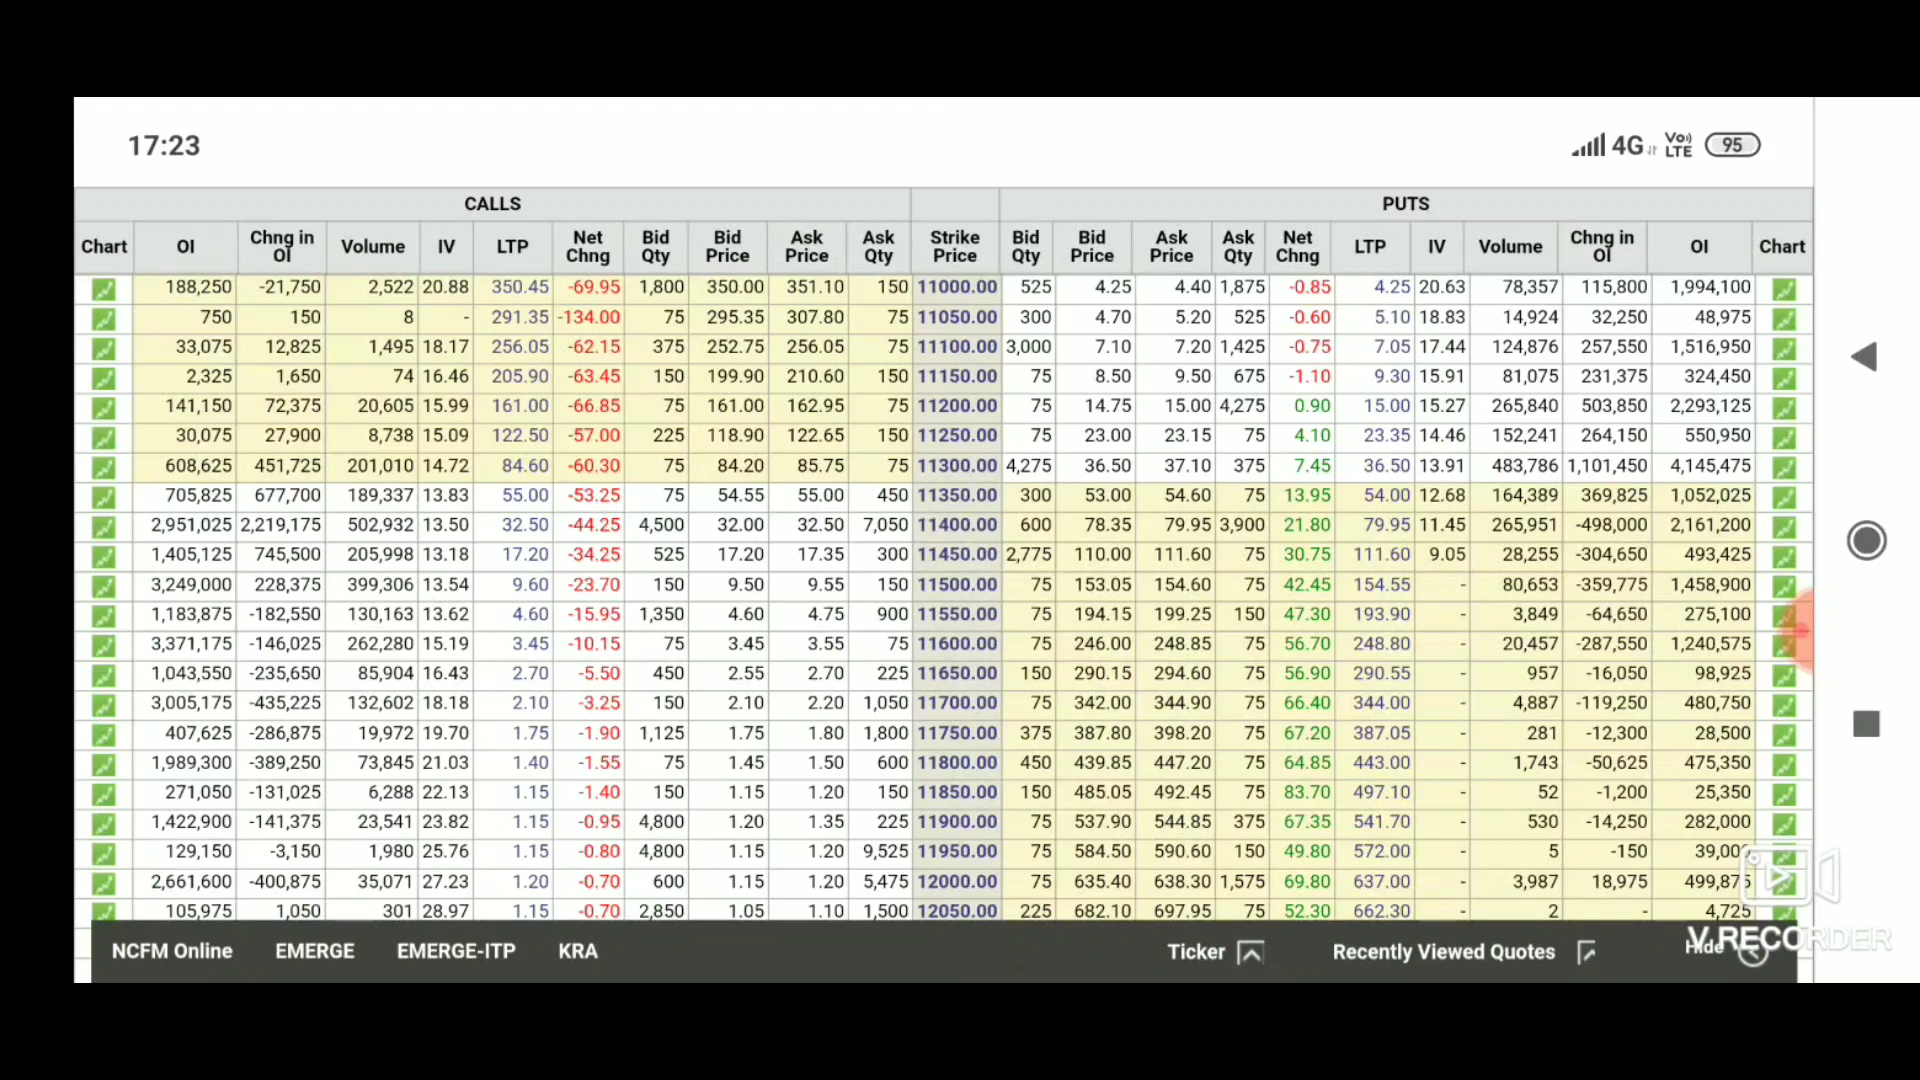 17:23 4G VoLTE 95
CALLS PUTS
Chart OI Chng in OI Volume IV LTP Net Chng Bid Qty Bid Price Ask Price Ask Qty Strike Price Bid Qty Bid Price Ask Price Ask Qty Net Chng LTP IV Volume Chng in OI OI Chart
188,250 -21,750 2,522 20.88 350.45 -69.95 1,800 350.00 351.10 150 11000.00 525 4.25 4.40 1,875 -0.85 4.25 20.63 78,357 115,800 1,994,100
750 150 8 - 291.35 -134.00 75 295.35 307.80 75 11050.00 300 4.70 5.20 525 -0.60 5.10 18.83 14,924 32,250 48,975
33,075 12,825 1,495 18.17 256.05 -62.15 375 252.75 256.05 75 11100.00 3,000 7.10 7.20 1,425 -0.75 7.05 17.44 124,876 257,550 1,516,950
2,325 1,650 74 16.46 205.90 -63.45 150 199.90 210.60 150 11150.00 75 8.50 9.50 675 -1.10 9.30 15.91 81,075 231,375 324,450
141,150 72,375 20,605 15.99 161.00 -66.85 75 161.00 162.95 75 11200.00 75 14.75 15.00 4,275 0.90 15.00 15.27 265,840 503,850 2,293,125
30,075 27,900 8,738 15.09 122.50 -57.00 225 118.90 122.65 150 11250.00 75 23.00 23.15 75 4.10 23.35 14.46 152,241 264,150 550,950
608,625 451,725 201,010 14.72 84.60 -60.30 75 84.20 85.75 75 11300.00 4,275 36.50 37.10 375 7.45 36.50 13.91 483,786 1,101,450 4,145,475
705,825 677,700 189,337 13.83 55.00 -53.25 75 54.55 55.00 450 11350.00 300 53.00 54.60 75 13.95 54.00 12.68 164,389 369,825 1,052,025
2,951,025 2,219,175 502,932 13.50 32.50 -44.25 4,500 32.00 32.50 7,050 11400.00 600 78.35 79.95 3,900 21.80 79.95 11.45 265,951 -498,000 2,161,200
1,405,125 745,500 205,998 13.18 17.20 -34.25 525 17.20 17.35 300 11450.00 2,775 110.00 111.60 75 30.75 111.60 9.05 28,255 -304,650 493,425
3,249,000 228,375 399,306 13.54 9.60 -23.70 150 9.50 9.55 150 11500.00 75 153.05 154.60 75 42.45 154.55 - 80,653 -359,775 1,458,900
1,183,875 -182,550 130,163 13.62 4.60 -15.95 1,350 4.60 4.75 900 11550.00 75 194.15 199.25 150 47.30 193.90 - 3,849 -64,650 275,100
3,371,175 -146,025 262,280 15.19 3.45 -10.15 75 3.45 3.55 75 11600.00 75 246.00 248.85 75 56.70 248.80 - 20,457 -287,550 1,240,575
1,043,550 -235,650 85,904 16.43 2.70 -5.50 450 2.55 2.70 225 11650.00 150 290.15 294.60 75 56.90 290.55 - 957 -16,050 98,925
3,005,175 -435,225 132,602 18.18 2.10 -3.25 150 2.10 2.20 1,050 11700.00 75 342.00 344.90 75 66.40 344.00 - 4,887 -119,250 480,750
407,625 -286,875 19,972 19.70 1.75 -1.90 1,125 1.75 1.80 1,800 11750.00 375 387.80 398.20 75 67.20 387.05 - 281 -12,300 28,500
1,989,300 -389,250 73,845 21.03 1.40 -1.55 75 1.45 1.50 600 11800.00 450 439.85 447.20 75 64.85 443.00 - 1,743 -50,625 475,350
271,050 -131,025 6,288 22.13 1.15 -1.40 150 1.15 1.20 150 11850.00 150 485.05 492.45 75 83.70 497.10 - 52 -1,200 25,350
1,422,900 -141,375 23,541 23.82 1.15 -0.95 4,800 1.20 1.35 225 11900.00 75 537.90 544.85 375 67.35 541.70 - 530 -14,250 282,000
129,150 -3,150 1,980 25.76 1.15 -0.80 4,800 1.15 1.20 9,525 11950.00 75 584.50 590.60 150 49.80 572.00 - 5 -150 39,000
2,661,600 -400,875 35,071 27.23 1.20 -0.70 600 1.15 1.20 5,475 12000.00 75 635.40 638.30 1,575 69.80 637.00 - 3,987 18,975 499,875
105,975 1,050 301 28.97 1.15 -0.70 2,850 1.05 1.10 1,500 12050.00 225 682.10 697.95 75 52.30 662.30 - 2 - 4,725
NCFM Online EMERGE EMERGE-ITP KRA Ticker Recently Viewed Quotes Hide
V.RECORDER